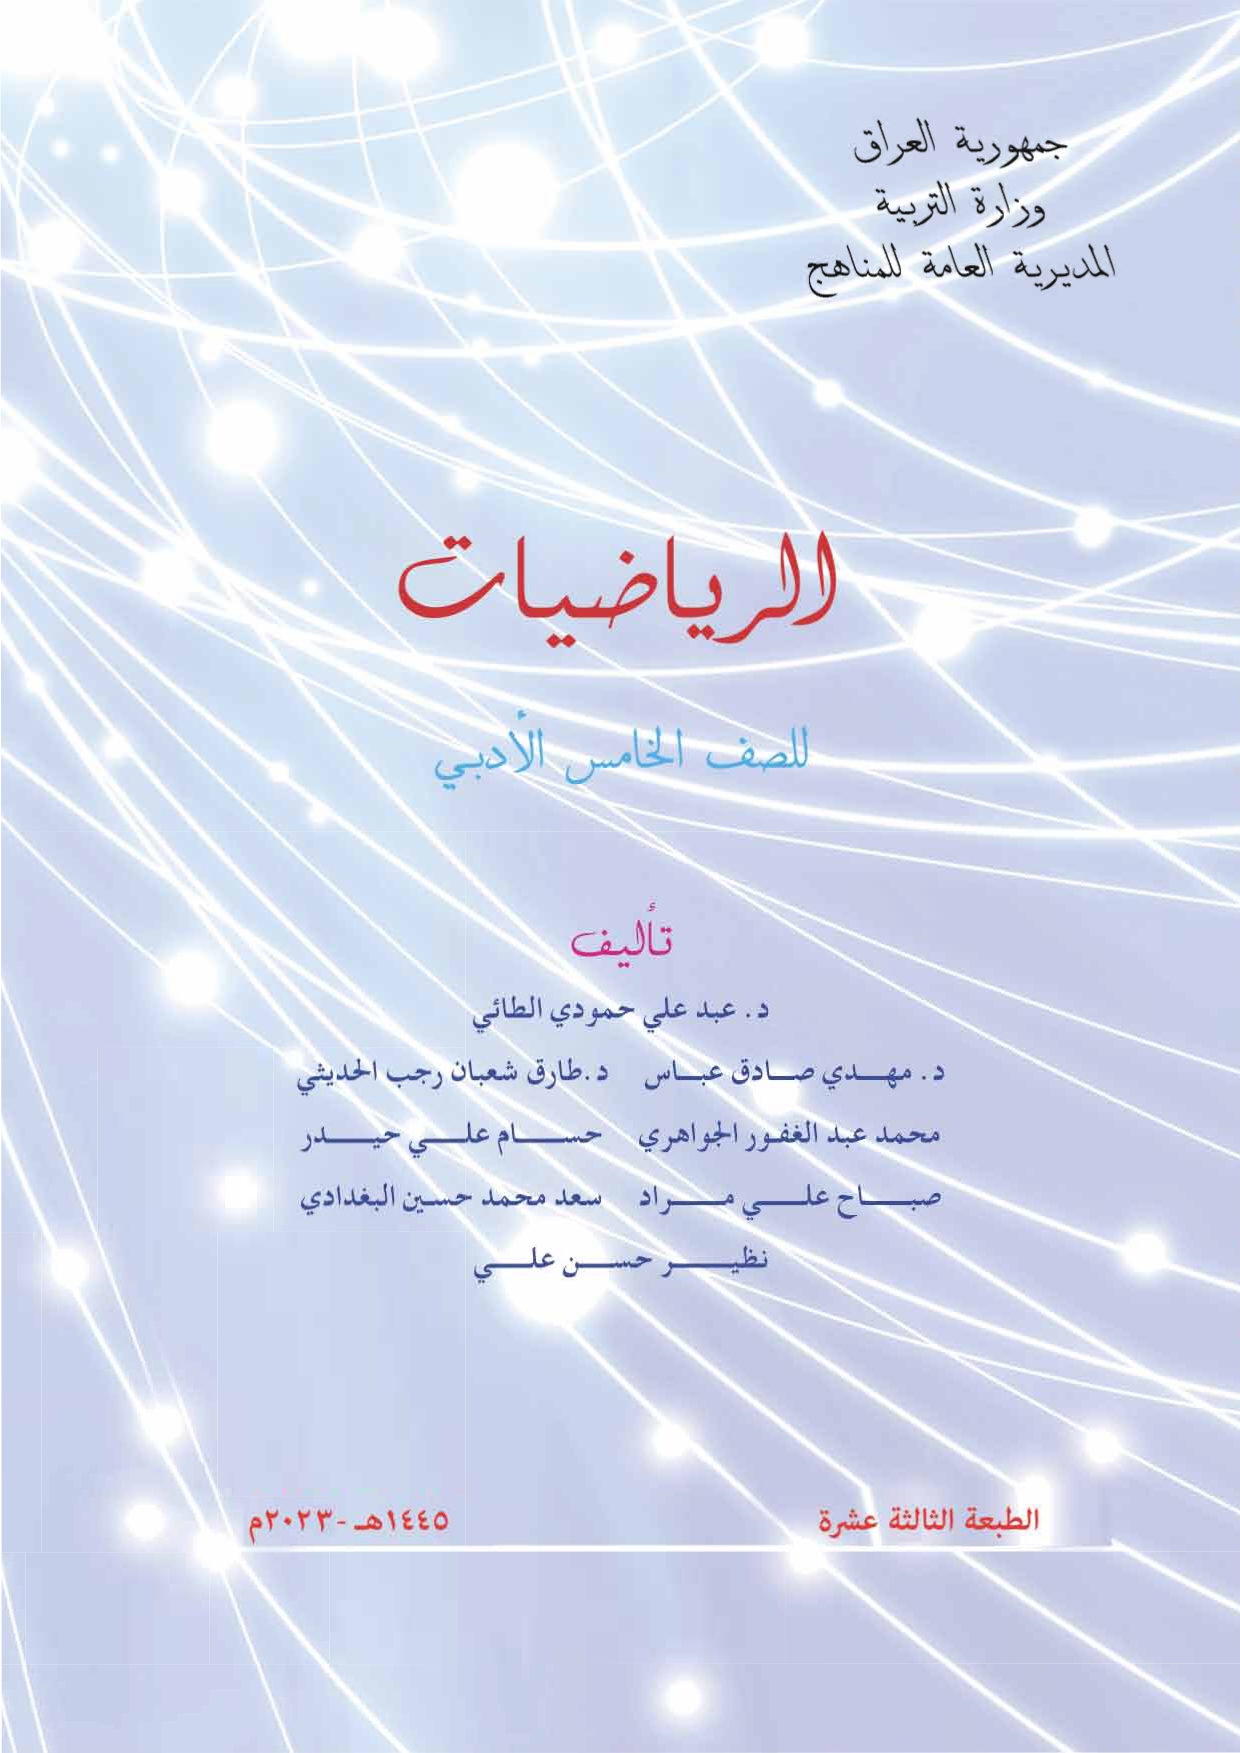 جمهورية العراق
وزارة التربية
المديرية العامة للمناهج
الرياضيات
للصف الخامس الأدبي
تأليف
د. عبد علي حمودي الطائي
د. مهـــدي صـــادق عبـــاس د.طارق شعبان رجب الحديثي
محمد عبد الغفور الجواهري حســـام علـــي حيـــدر
صبـــاح علـــي مـــراد سعد محمد حسين البغدادي
نظيـــر حســـن علـــي
الطبعة الثالثة عشرة ١٤٤٥هـ -٢٠٢٣م